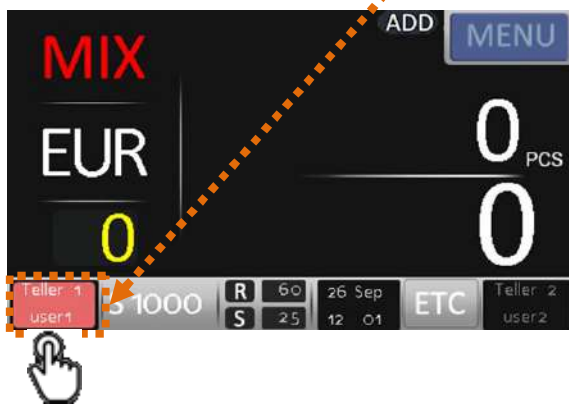 ADD
MENU
MIX
EUR
0
0 PCS
0
Teller 1
user1
S 1000
R 60
S 25
26 Sep
12 01
ETC
Teller 2
user2